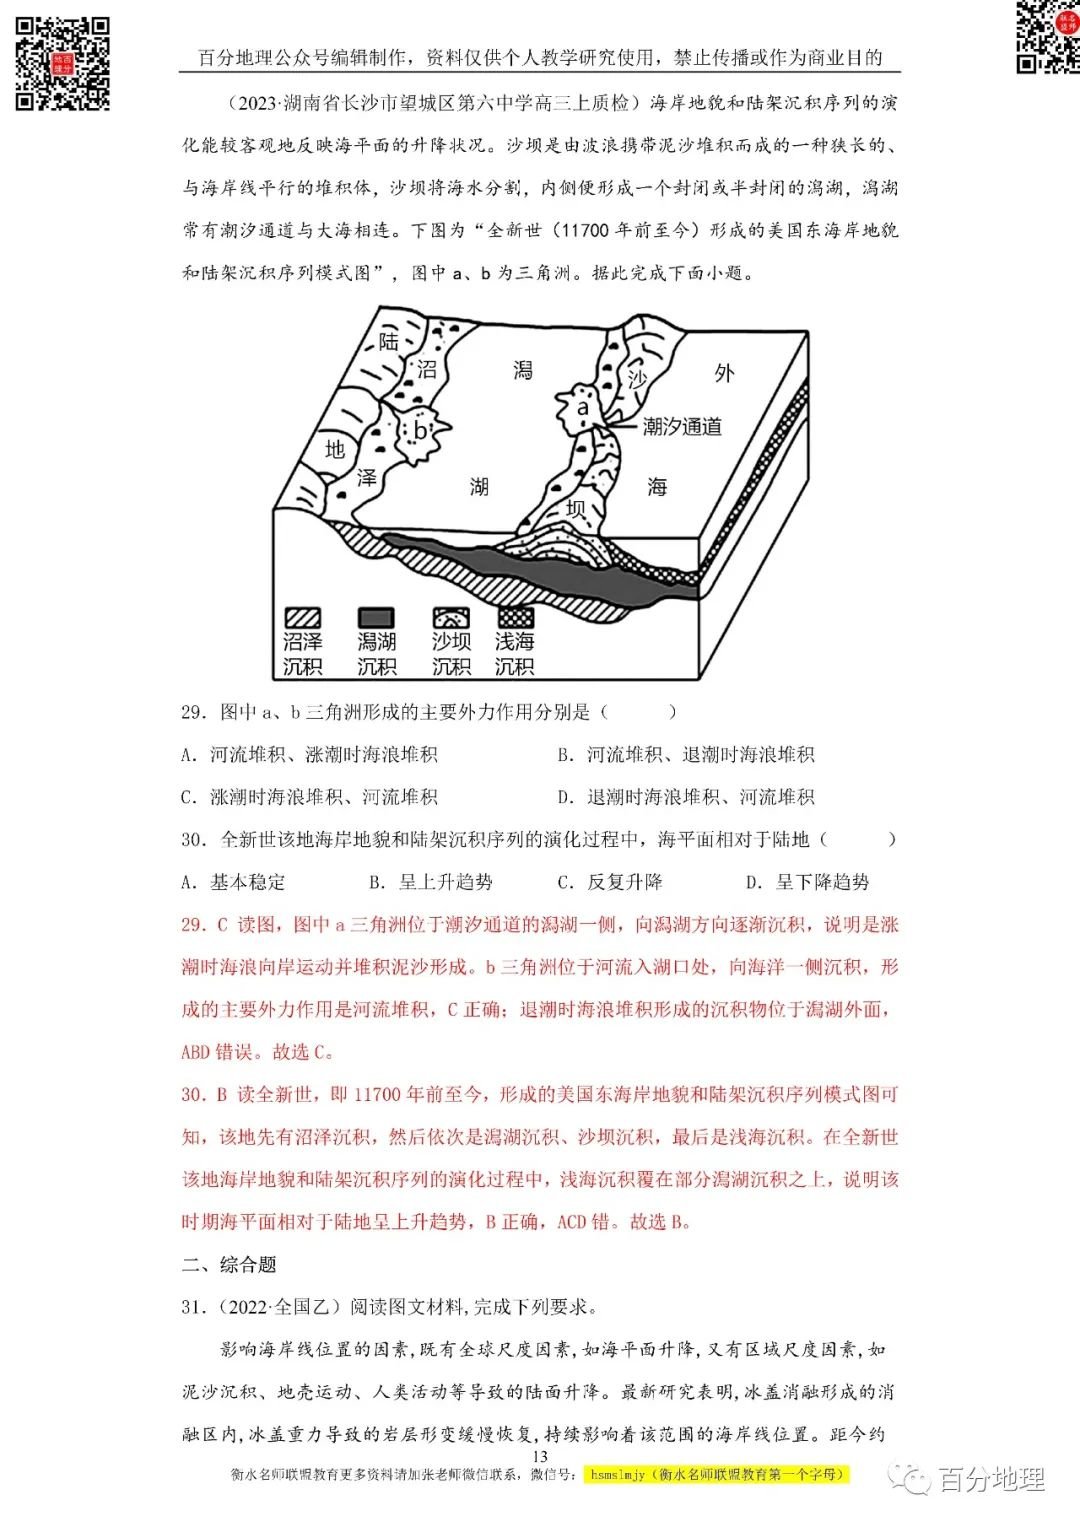 百分地理公众号编辑制作，资料仅供个人教学研究使用，禁止传播或作为商业目的
（2023·湖南省长沙市望城区第六中学高三上质检）海岸地貌和陆架沉积序列的演
化能较客观地反映海平面的升降状况。沙坝是由波浪携带泥沙堆积而成的一种狭长的、
与海岸线平行的堆积体，沙坝将海水分割，内侧便形成一个封闭或半封闭的潟湖，潟湖
常有潮汐通道与大海相连。下图为“全新世（11700年前至今）形成的美国东海岸地貌
和陆架沉积序列模式图”，图中a、b为三角洲。据此完成下面小题。
陆
沼
潟
沙
外
a
潮汐通道
b
地
泽
湖
坝
海
沼泽
沉积
潟湖
沉积
沙坝
沉积
浅海
沉积
29．图中a、b三角洲形成的主要外力作用分别是（ ）
A．河流堆积、涨潮时海浪堆积 B．河流堆积、退潮时海浪堆积
C．涨潮时海浪堆积、河流堆积 D．退潮时海浪堆积、河流堆积
30．全新世该地海岸地貌和陆架沉积序列的演化过程中，海平面相对于陆地（ ）
A．基本稳定 B．呈上升趋势 C．反复升降 D．呈下降趋势
29．C 读图，图中a三角洲位于潮汐通道的潟湖一侧，向潟湖方向逐渐沉积，说明是涨
潮时海浪向岸运动并堆积泥沙形成。b三角洲位于河流入湖口处，向海洋一侧沉积，形
成的主要外力作用是河流堆积，C正确；退潮时海浪堆积形成的沉积物位于潟湖外面，
ABD错误。故选C。
30．B 读全新世，即11700年前至今，形成的美国东海岸地貌和陆架沉积序列模式图可
知，该地先有沼泽沉积，然后依次是潟湖沉积、沙坝沉积，最后是浅海沉积。在全新世
该地海岸地貌和陆架沉积序列的演化过程中，浅海沉积覆在部分潟湖沉积之上，说明该
时期海平面相对于陆地呈上升趋势，B正确，ACD错。故选B。
二、综合题
31．（2022·全国乙）阅读图文材料,完成下列要求。
影响海岸线位置的因素,既有全球尺度因素,如海平面升降,又有区域尺度因素,如
泥沙沉积、地壳运动、人类活动等导致的陆面升降。最新研究表明,冰盖消融形成的消
融区内,冰盖重力导致的岩层形变缓慢恢复,持续影响着该范围的海岸线位置。距今约
13
衡水名师联盟教育更多资料请加张老师微信联系，微信号： hsmslmjy（衡水名师联盟教育第一个字母）
百分地理